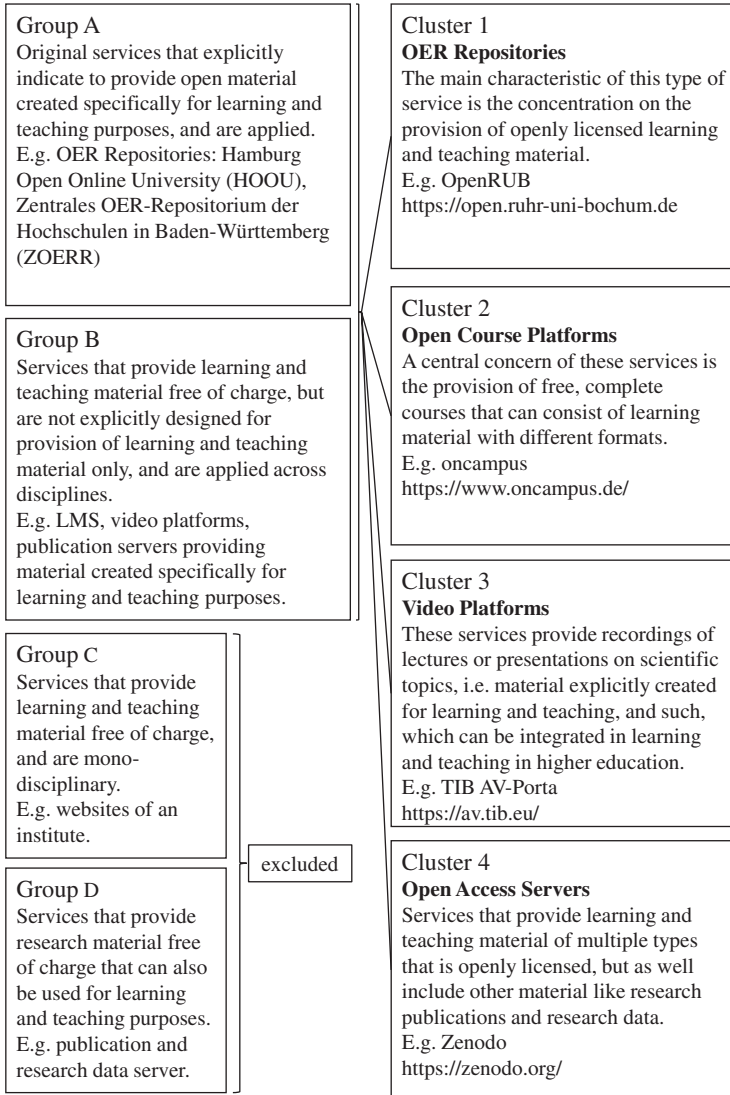 Group A
Original services that explicitly
indicate to provide open material
created specifically for learning and
teaching purposes, and are applied.
E.g. OER Repositories: Hamburg
Open Online University (HOOU),
Zentrales OER-Repositorium der
Hochschulen in Baden-Württemberg
(ZOERR)
Group B
Services that provide learning and
teaching material free of charge, but
are not explicitly designed for
provision of learning and teaching
material only, and are applied across
disciplines.
E.g. LMS, video platforms,
publication servers providing
material created specifically for
learning and teaching purposes.
Group C
Services that provide
learning and teaching
material free of charge,
and are mono-
disciplinary.
E.g. websites of an
institute.
Group D
Services that provide
research material free
of charge that can also
be used for learning
and teaching purposes.
E.g. publication and
research data server.
excluded
Cluster 1
OER Repositories
The main characteristic of this type of
service is the concentration on the
provision of openly licensed learning
and teaching material.
E.g. OpenRUB
https://open.ruhr-uni-bochum.de
Cluster 2
Open Course Platforms
A central concern of these services is
the provision of free, complete
courses that can consist of learning
material with different formats.
E.g. oncampus
https://www.oncampus.de/
Cluster 3
Video Platforms
These services provide recordings of
lectures or presentations on scientific
topics, i.e. material explicitly created
for learning and teaching, and such,
which can be integrated in learning
and teaching in higher education.
E.g. TIB AV-Porta
https://av.tib.eu/
Cluster 4
Open Access Servers
Services that provide learning and
teaching material of multiple types
that is openly licensed, but as well
include other material like research
publications and research data.
E.g. Zenodo
https://zenodo.org/